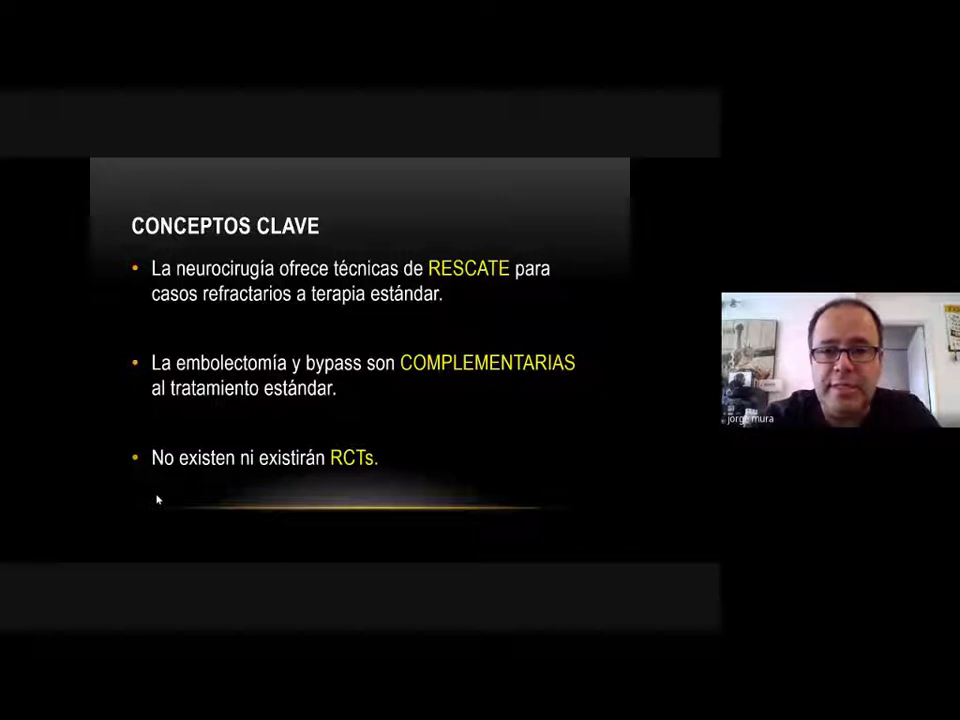 CONCEPTOS CLAVE
• La neurocirugía ofrece técnicas de RESCATE para
casos refractarios a terapia estándar.
• La embolectomía y bypass son COMPLEMENTARIAS
al tratamiento estándar.
• No existen ni existirán RCTs.
jorge mura